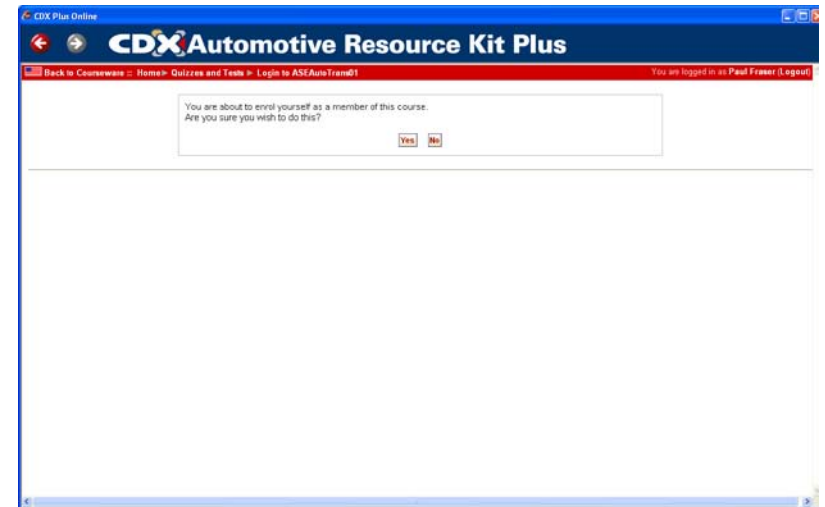 CDX Plus Online
CDX Automotive Resource Kit Plus
Back to Courseware :: Home» Quizzes and Tests » Login to ASEAutoTrans01 You are logged in as Paul Fraser (Logout)
You are about to enrol yourself as a member of this course.
Are you sure you wish to do this?
Yes No